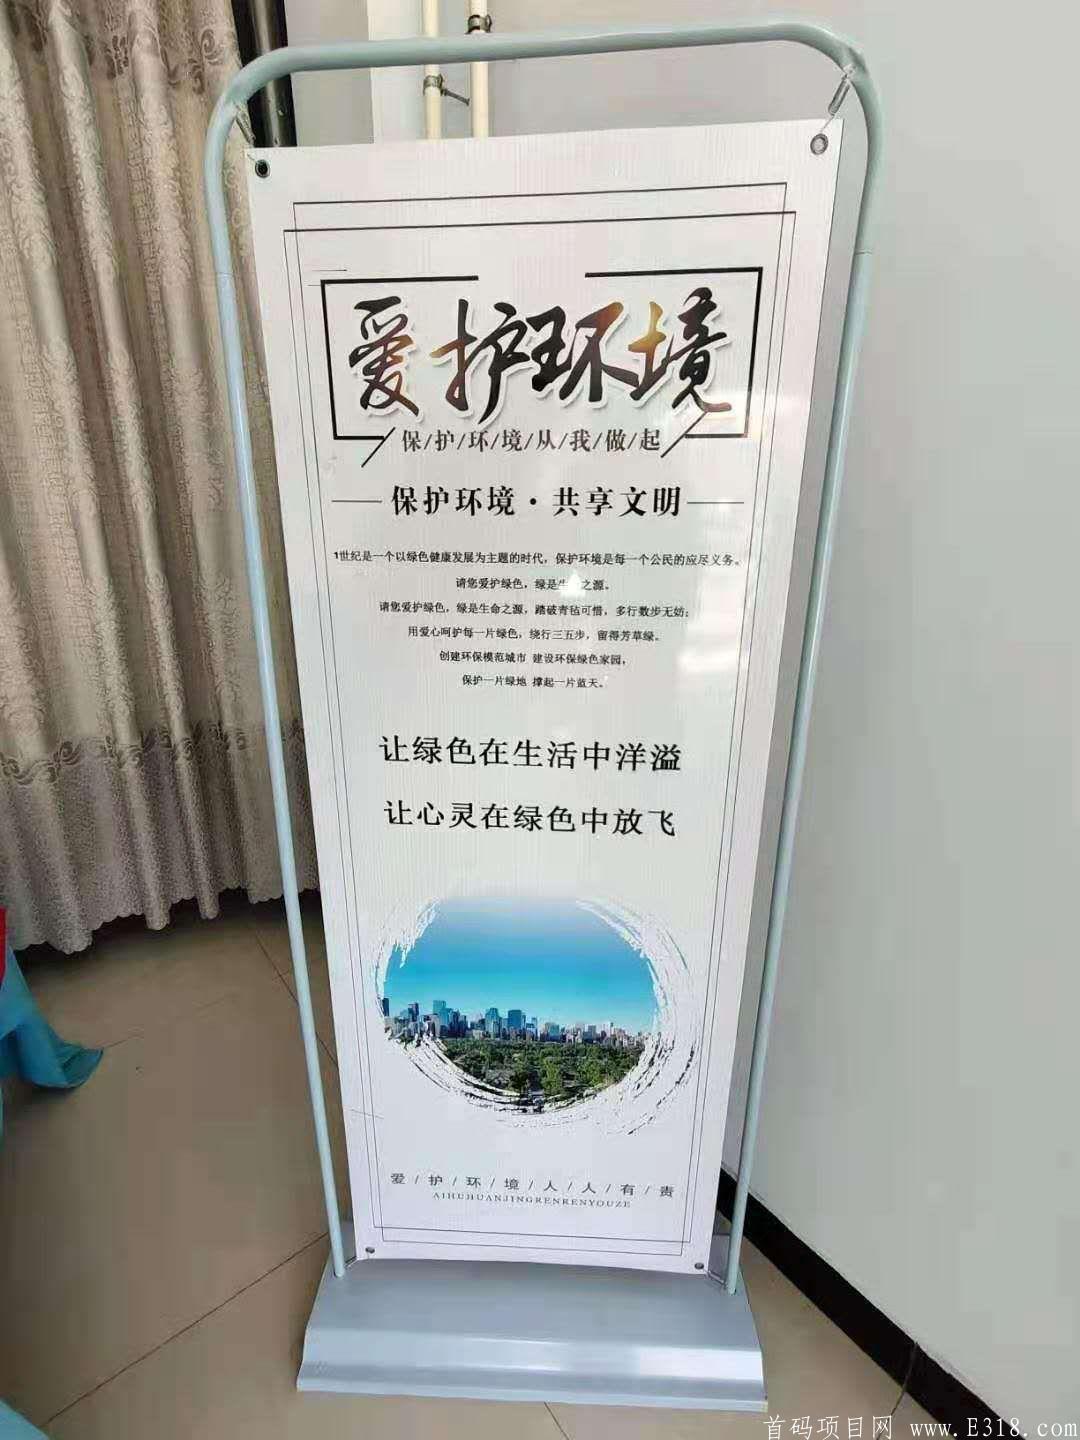 爱护环境
保/护/环/境/从/我/做/起
保护环境·共享文明
1世纪是一个以绿色健康发展为主题的时代，保护环境是每一个公民的应尽义务。
请您爱护绿色，绿是生 之源。
请您爱护绿色，绿是生命之源，踏破青毡可惜，多行数步无妨；
用爱心呵护每一片绿色，绕行三五步，留得芳草绿。
创建环保模范城市 建设环保绿色家园，
保护一片绿地 撑起一片蓝天。
让绿色在生活中洋溢
让心灵在绿色中放飞
爱/护/环/境/人/人/有/责
AIHUHUANJINGRENRENYOUZE
首码项目网 www.E318.com